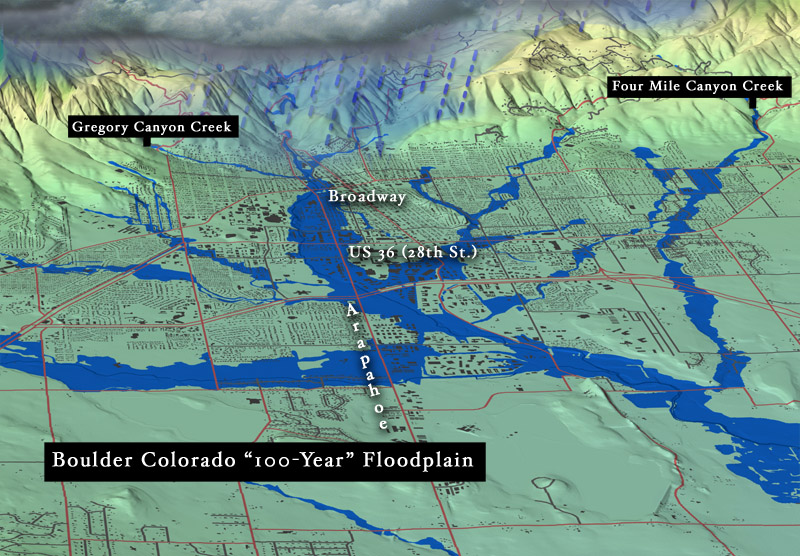 Four Mile Canyon Creek
Gregory Canyon Creek
Broadway
US 36 (28th St.)
Arapahoe
Boulder Colorado “100-Year” Floodplain